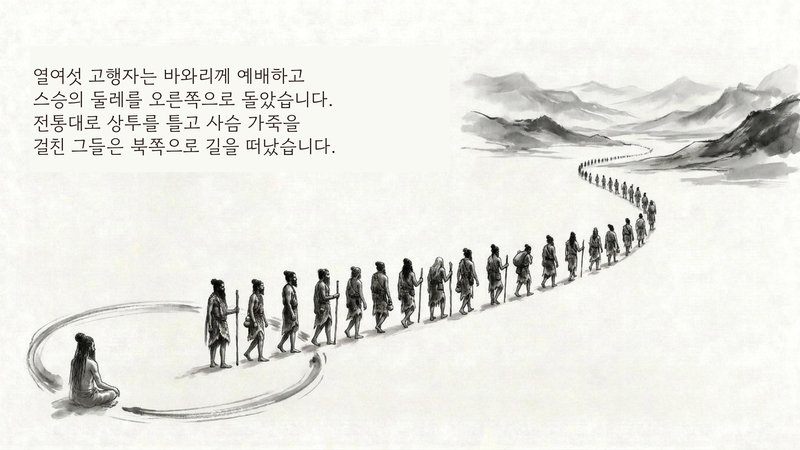 열여섯 고행자는 바와리께 예배하고
스승의 둘레를 오른쪽으로 돌았습니다.
전통대로 상투를 틀고 사슴 가죽을
걸친 그들은 북쪽으로 길을 떠났습니다.